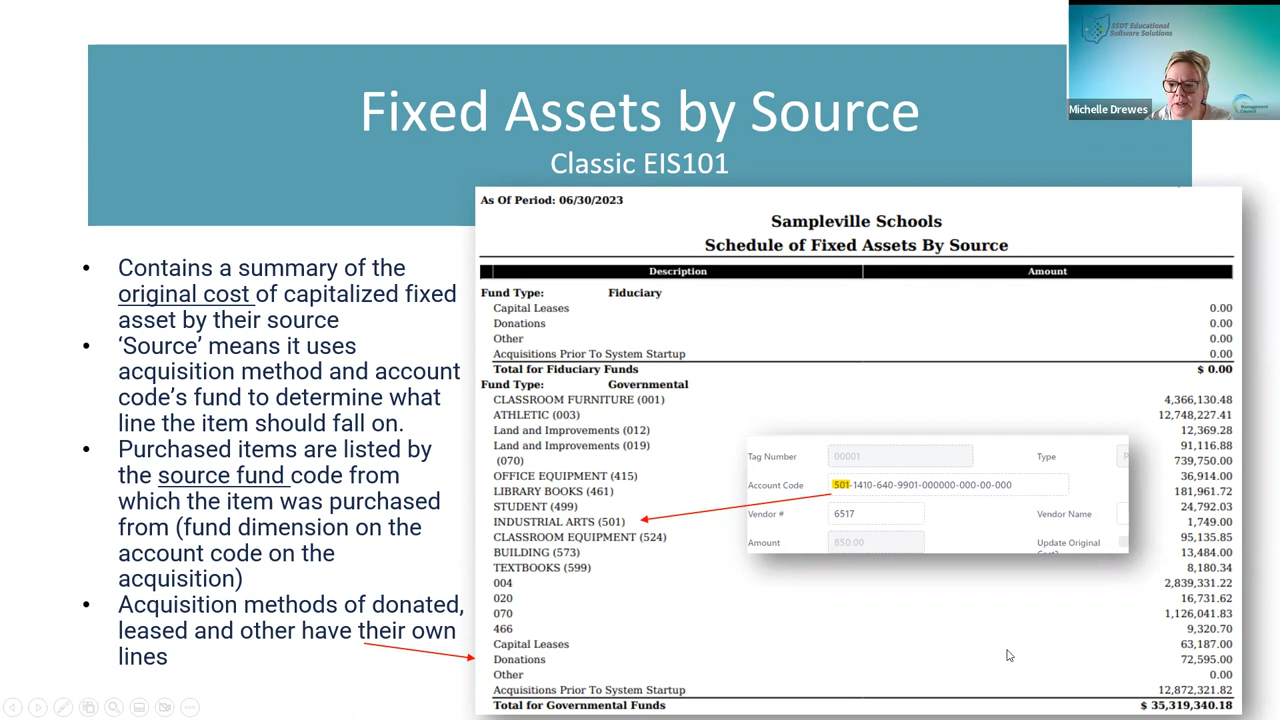 SSDT Educational
Software Solutions
Management
Council
Michelle Drewes
Fixed Assets by Source
Classic EIS101
• Contains a summary of the
original cost of capitalized fixed
asset by their source
• ‘Source’ means it uses
acquisition method and account
code’s fund to determine what
line the item should fall on.
• Purchased items are listed by
the source fund code from
which the item was purchased
from (fund dimension on the
account code on the
acquisition)
• Acquisition methods of donated,
leased and other have their own
lines
As Of Period: 06/30/2023
Sampleville Schools
Schedule of Fixed Assets By Source
Description Amount
Fund Type: Fiduciary
Capital Leases 0.00
Donations 0.00
Other 0.00
Acquisitions Prior To System Startup 0.00
Total for Fiduciary Funds $ 0.00
Fund Type: Governmental
CLASSROOM FURNITURE (001) 4,366,130.48
ATHLETIC (003) 12,748,227.41
Land and Improvements (012) 12,369.28
Land and Improvements (019) 91,116.88
(070) 739,750.00
OFFICE EQUIPMENT (415) 36,914.00
LIBRARY BOOKS (461) 181,961.72
STUDENT (499) 24,792.03
INDUSTRIAL ARTS (501) 1,749.00
CLASSROOM EQUIPMENT (524) 95,135.85
BUILDING (573) 13,484.00
TEXTBOOKS (599) 8,180.34
004 2,839,331.22
020 16,731.62
070 1,126,041.83
466 9,320.70
Capital Leases 63,187.00
Donations 72,595.00
Other 0.00
Acquisitions Prior To System Startup 12,872,321.82
Total for Governmental Funds $ 35,319,340.18
Tag Number 00001 Type P
Account Code 501-1410-640-9901-000000-000-00-000
Vendor # 6517 Vendor Name
Amount 850.00 Update Original
Cost?